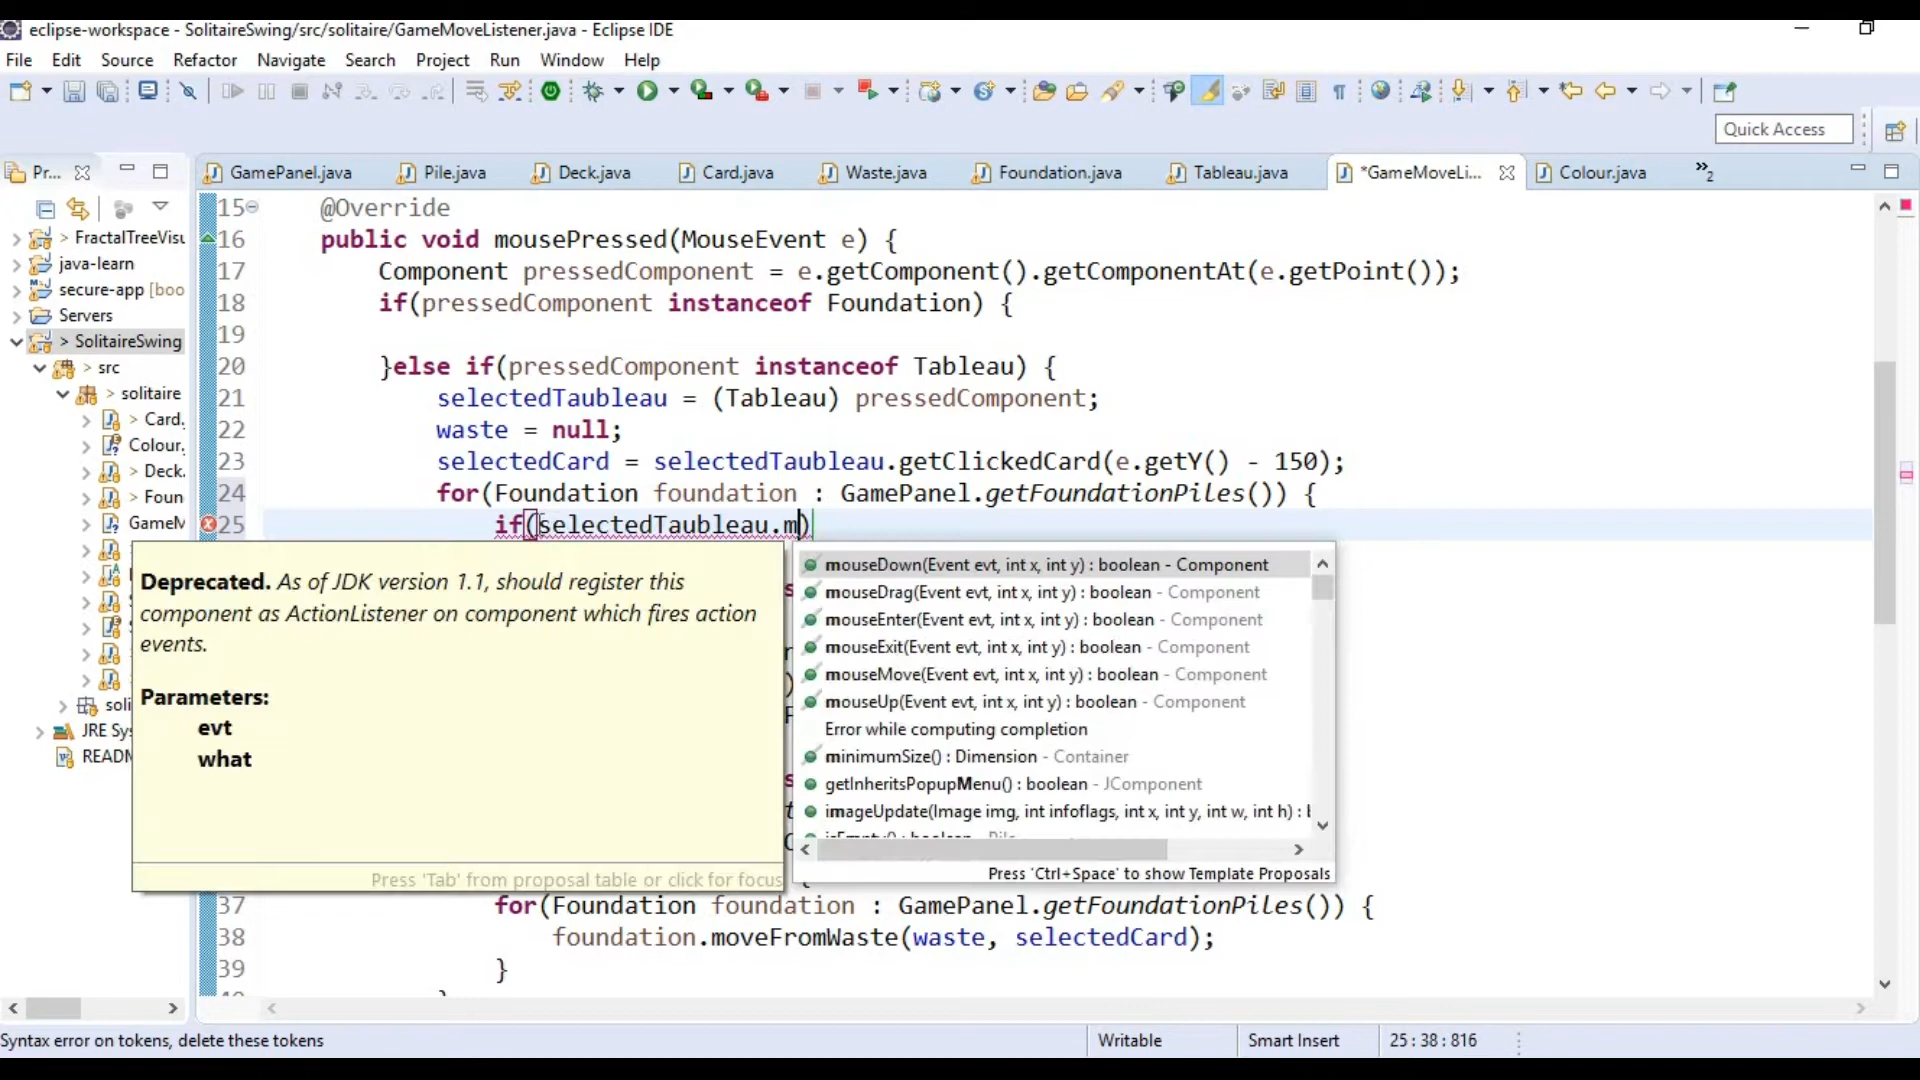 eclipse-workspace - SolitaireSwing/src/solitaire/GameMoveListener.java - Eclipse IDE
File Edit Source Refactor Navigate Search Project Run Window Help
Quick Access
Pr...
GamePanel.java Pile.java Deck.java Card.java Waste.java Foundation.java Tableau.java *GameMoveLi... Colour.java »2
> FractalTreeVisu
java-learn
secure-app [boo
Servers
> SolitaireSwing
> src
> solitaire
> Card.
Colour.
> Deck.
> Foun
GameM
soli
JRE Sys
READM
15 @Override
16 public void mousePressed(MouseEvent e) {
17 Component pressedComponent = e.getComponent().getComponentAt(e.getPoint());
18 if(pressedComponent instanceof Foundation) {
19
20 }else if(pressedComponent instanceof Tableau) {
21 selectedTaubleau = (Tableau) pressedComponent;
22 waste = null;
23 selectedCard = selectedTaubleau.getClickedCard(e.getY() - 150);
24 for(Foundation foundation : GamePanel.getFoundationPiles()) {
25 if(selectedTaubleau.m)
Deprecated. As of JDK version 1.1, should register this
component as ActionListener on component which fires action
events.
Parameters:
evt
what
Press 'Tab' from proposal table or click for focus
mouseDown(Event evt, int x, int y) : boolean - Component
mouseDrag(Event evt, int x, int y) : boolean - Component
mouseEnter(Event evt, int x, int y) : boolean - Component
mouseExit(Event evt, int x, int y) : boolean - Component
mouseMove(Event evt, int x, int y) : boolean - Component
mouseUp(Event evt, int x, int y) : boolean - Component
Error while computing completion
minimumSize() : Dimension - Container
getInheritsPopupMenu() : boolean - JComponent
imageUpdate(Image img, int infoflags, int x, int y, int w, int h) : b
isEmpty() : boolean - Pile
Press 'Ctrl+Space' to show Template Proposals
37 for(Foundation foundation : GamePanel.getFoundationPiles()) {
38 foundation.moveFromWaste(waste, selectedCard);
39 }
Syntax error on tokens, delete these tokens
Writable
Smart Insert
25 : 38 : 816